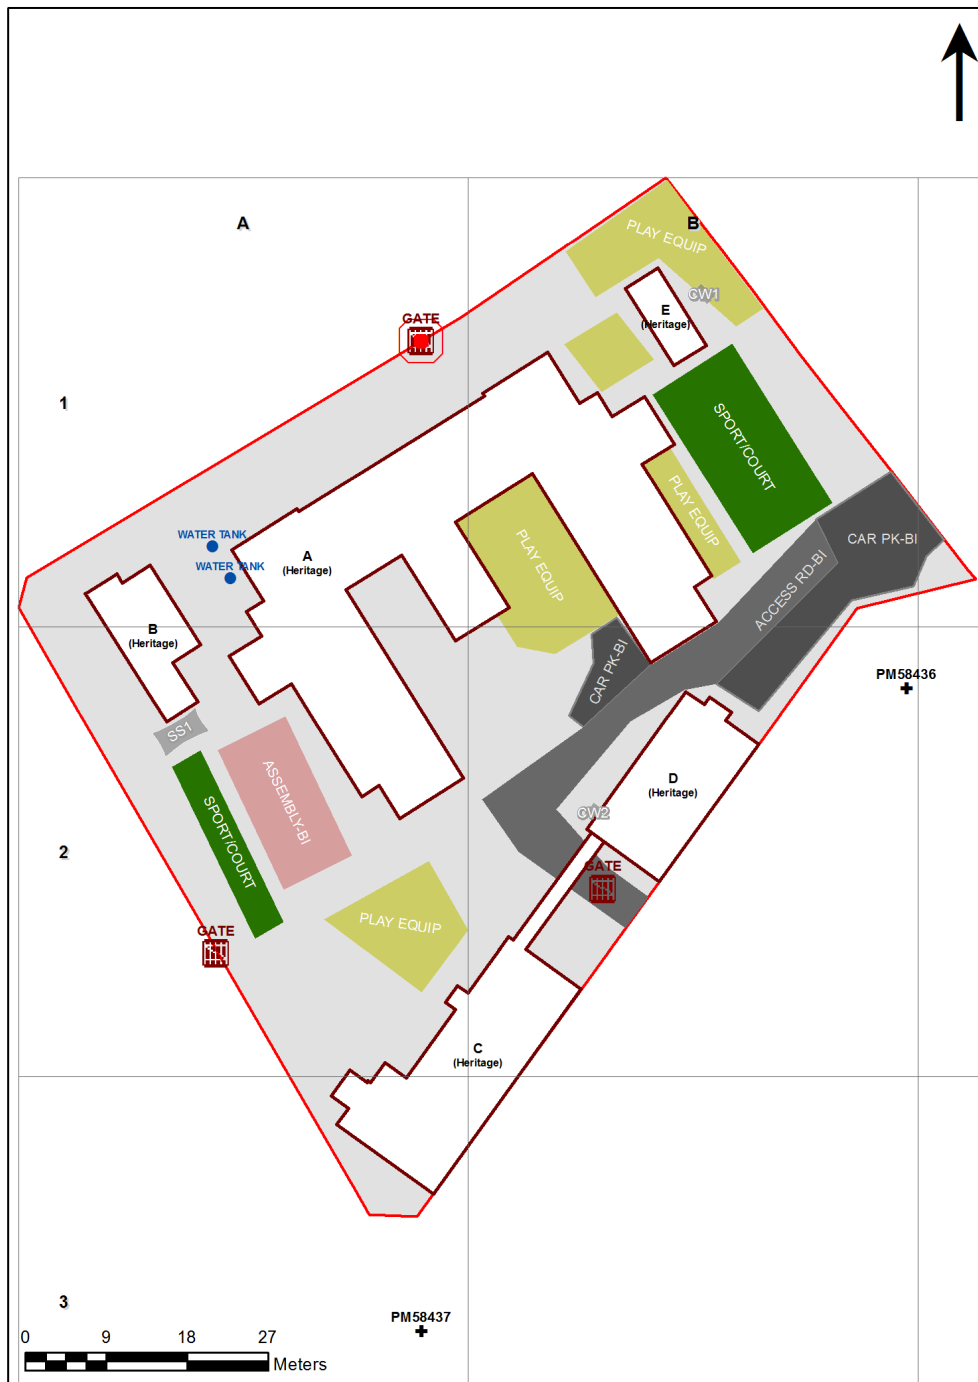 A
B
PLAY EQUIP
CW1
E
(Heritage)
GATE
1
SPORT/COURT
PLAY EQUIP
WATER TANK
WATER TANK
A
(Heritage)
PLAY EQUIP
CAR PK-BI
ACCESS RD-BI
B
(Heritage)
CAR PK-BI
PM58436
SS1
ASSEMBLY-BI
D
(Heritage)
CW2
SPORT/COURT
2
GATE
PLAY EQUIP
GATE
C
(Heritage)
3
PM58437
0 9 18 27
Meters